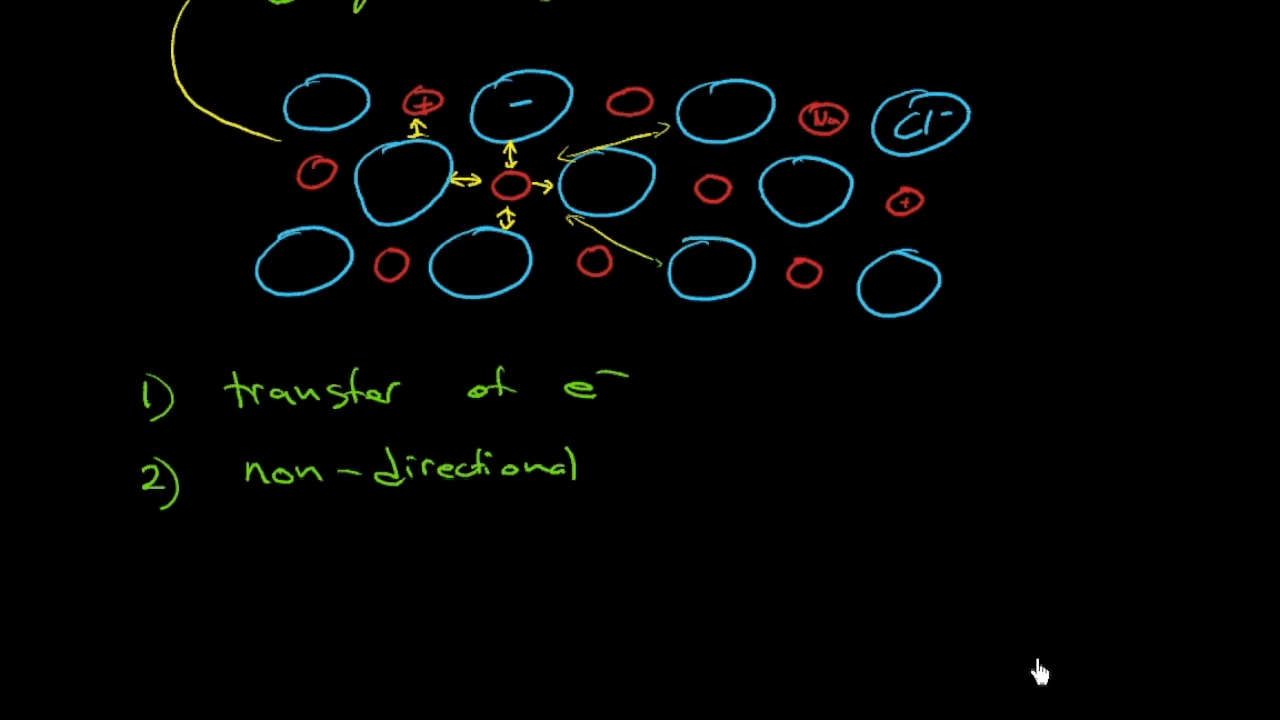 + −
Na Cl⁻
+
1) transfer of e⁻
2) non-directional